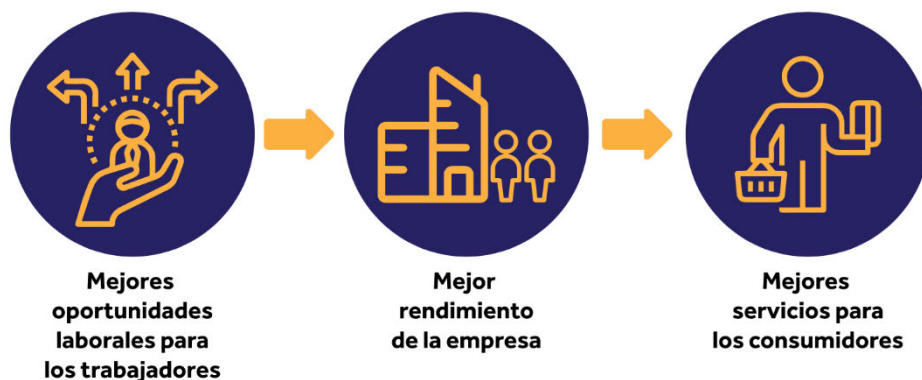 Mejores
oportunidades
laborales para
los trabajadores
Mejor
rendimiento
de la empresa
Mejores
servicios para
los consumidores